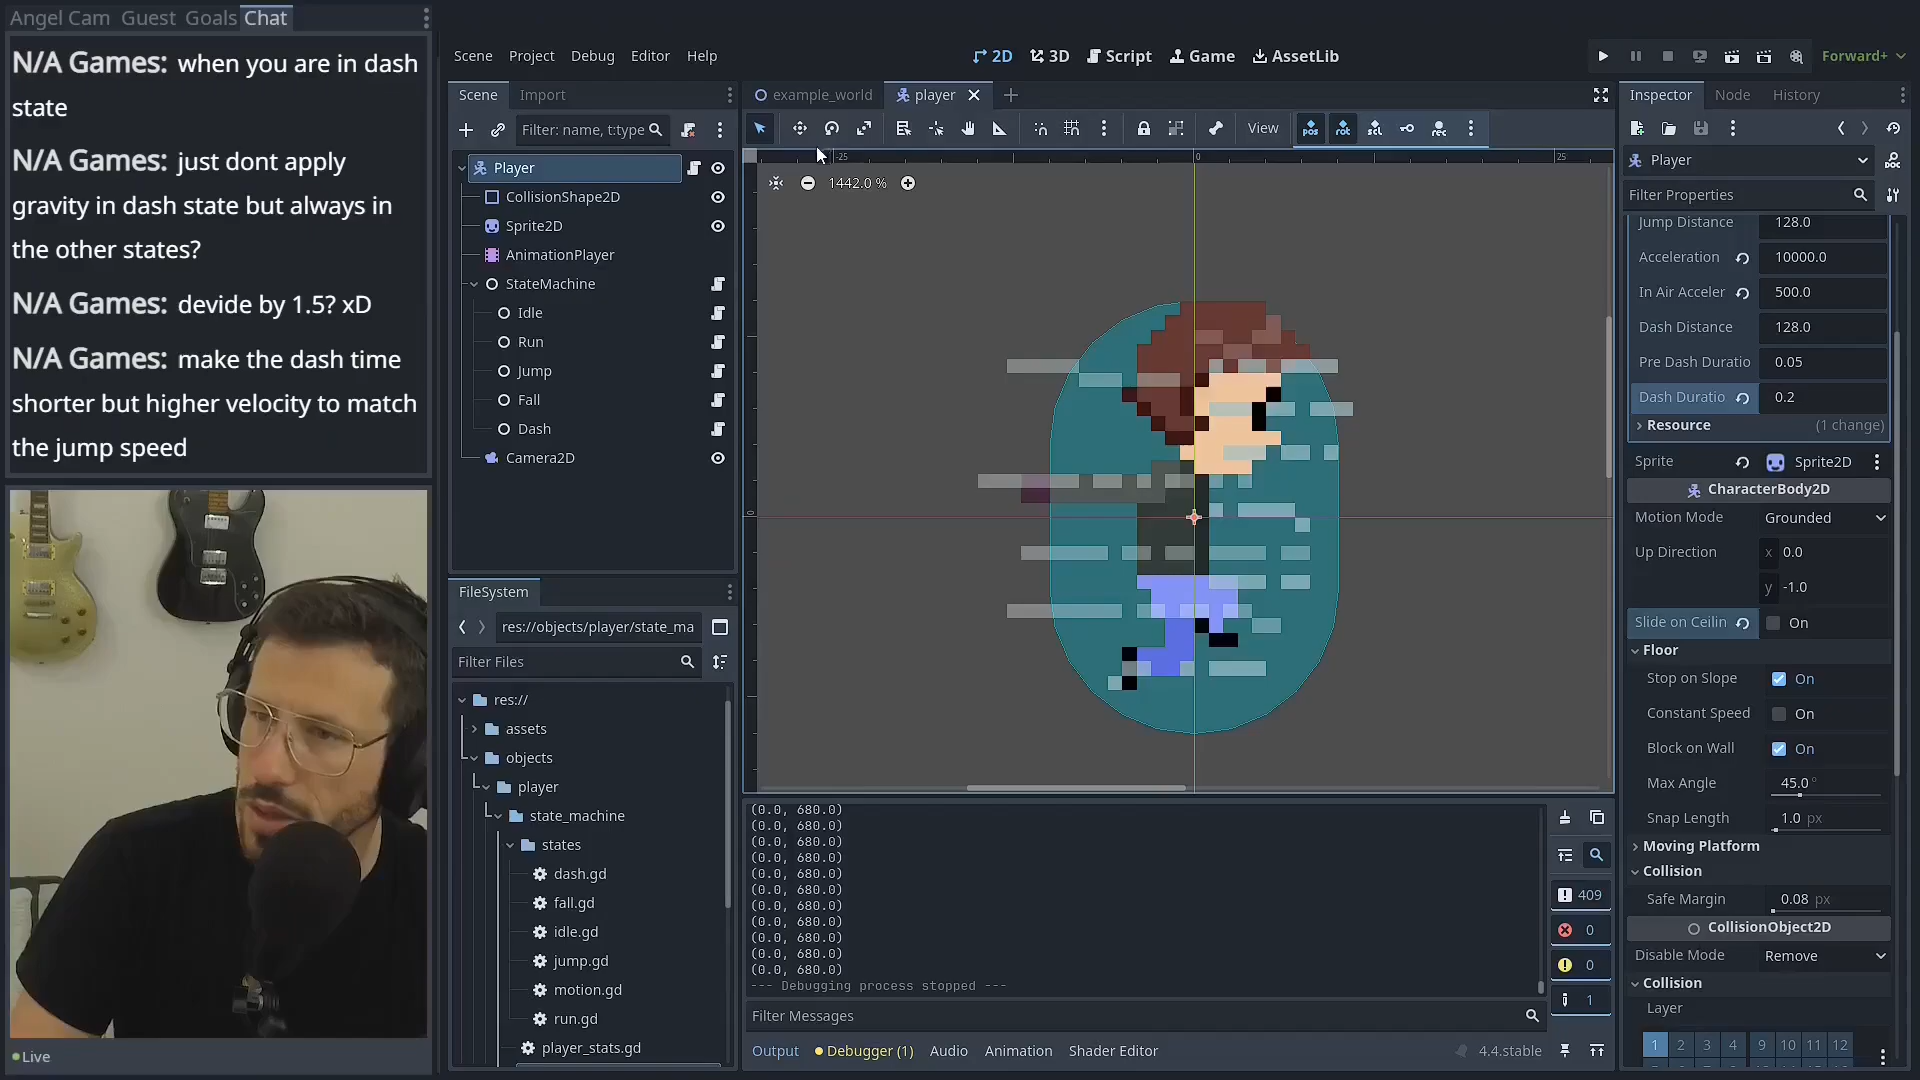 Angel Cam Guest Goals Chat
N/A Games: when you are in dash
state
N/A Games: just dont apply
gravity in dash state but always in
the other states?
N/A Games: devide by 1.5? xD
N/A Games: make the dash time
shorter but higher velocity to match
the jump speed
Live
Scene Project Debug Editor Help
2D 3D Script Game AssetLib
Forward+
Scene Import
Filter: name, t:type
Player
CollisionShape2D
Sprite2D
AnimationPlayer
StateMachine
Idle
Run
Jump
Fall
Dash
Camera2D
FileSystem
res://objects/player/state_ma
Filter Files
res://
assets
objects
player
state_machine
states
dash.gd
fall.gd
idle.gd
jump.gd
motion.gd
run.gd
player_stats.gd
example_world player
View
pos rot scl rec
-25 0 25
0
1442.0 %
(0.0, 680.0)
(0.0, 680.0)
(0.0, 680.0)
(0.0, 680.0)
(0.0, 680.0)
(0.0, 680.0)
(0.0, 680.0)
(0.0, 680.0)
(0.0, 680.0)
(0.0, 680.0)
(0.0, 680.0)
--- Debugging process stopped ---
Filter Messages
409
0
0
1
Output Debugger (1) Audio Animation Shader Editor
4.4.stable
Inspector Node History
Player
DOC
Filter Properties
Jump Distance 128.0
Acceleration 10000.0
In Air Acceler 500.0
Dash Distance 128.0
Pre Dash Duratio 0.05
Dash Duratio 0.2
Resource (1 change)
Sprite Sprite2D
CharacterBody2D
Motion Mode Grounded
Up Direction x 0.0
y -1.0
Slide on Ceilin On
Floor
Stop on Slope On
Constant Speed On
Block on Wall On
Max Angle 45.0 °
Snap Length 1.0 px
Moving Platform
Collision
Safe Margin 0.08 px
CollisionObject2D
Disable Mode Remove
Collision
Layer
1 2 3 4 9 10 11 12